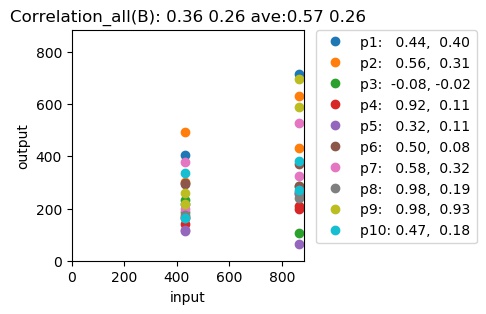 Correlation_all(B): 0.36 0.26 ave:0.57 0.26
output
800
600
400
200
0
0 200 400 600 800
input
p1: 0.44, 0.40
p2: 0.56, 0.31
p3: -0.08, -0.02
p4: 0.92, 0.11
p5: 0.32, 0.11
p6: 0.50, 0.08
p7: 0.58, 0.32
p8: 0.98, 0.19
p9: 0.98, 0.93
p10: 0.47, 0.18